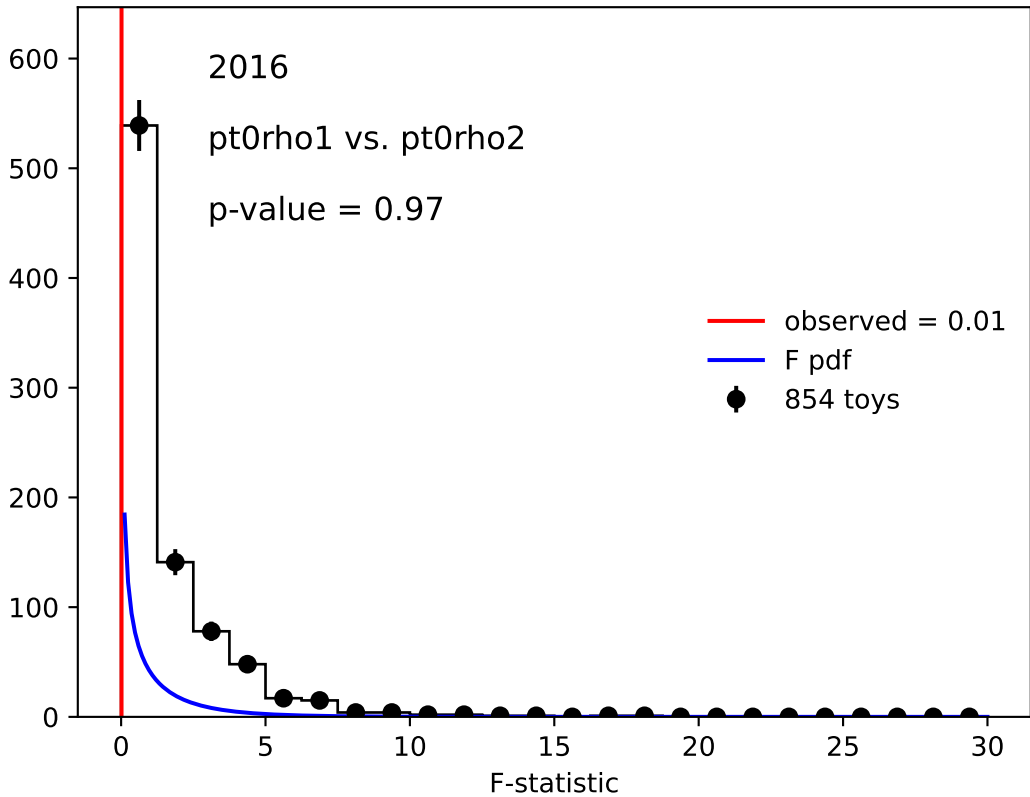 600
500
400
300
200
100
0
2016
pt0rho1 vs. pt0rho2
p-value = 0.97
observed = 0.01
F pdf
854 toys
0 5 10 15 20 25 30
F-statistic